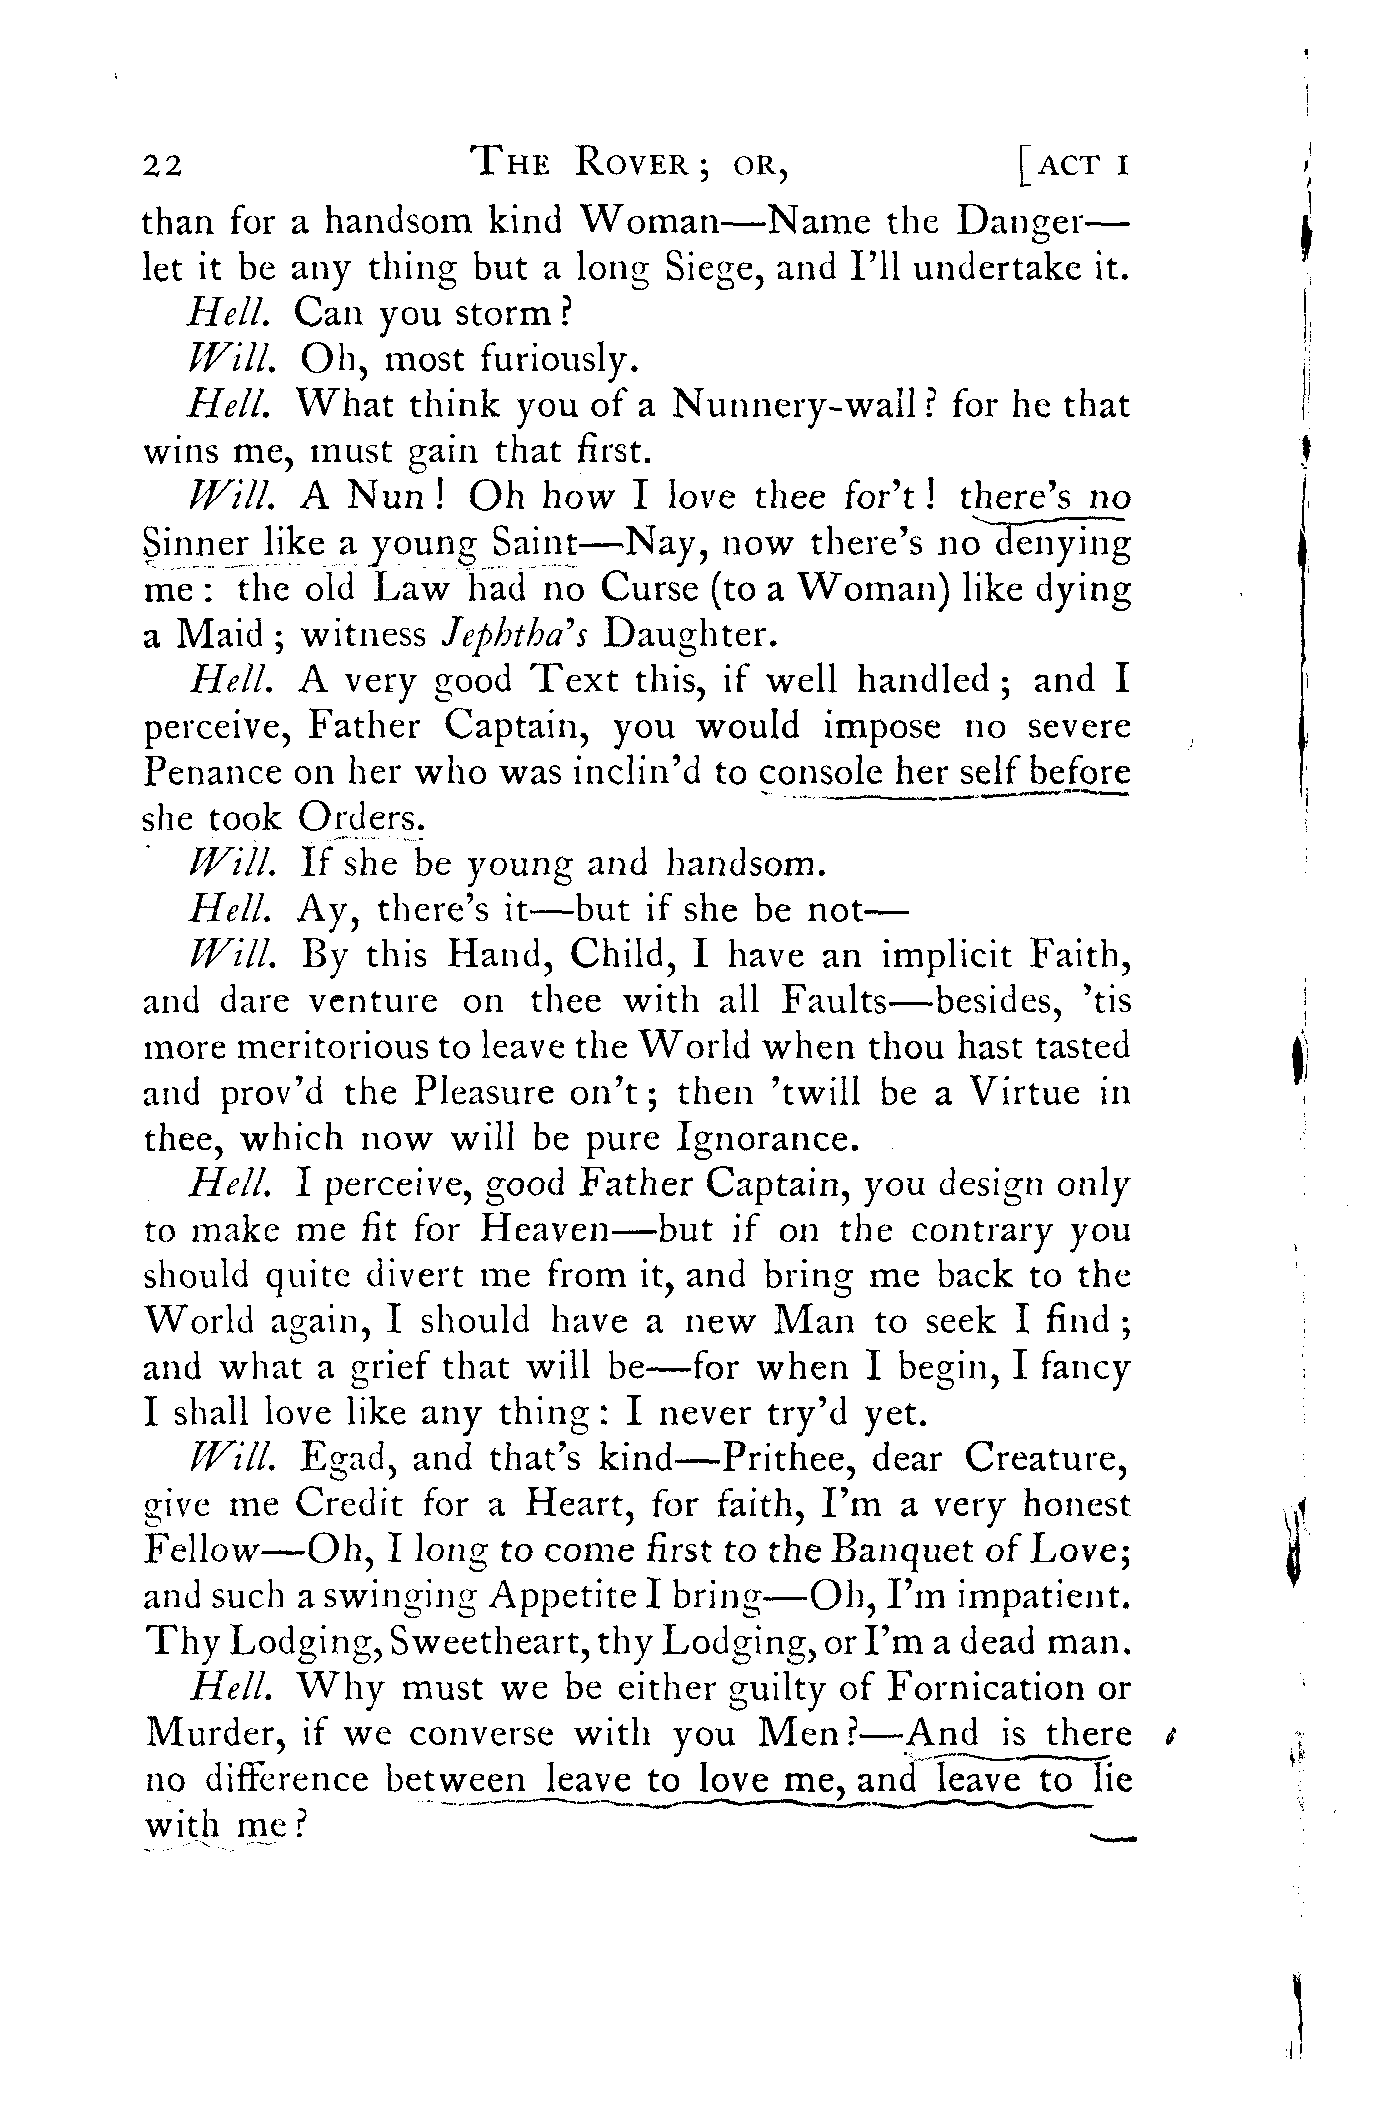 22 The Rover; or, [ACT I
than for a handsom kind Woman—Name the Danger—
let it be any thing but a long Siege, and I'll undertake it.
Hell. Can you storm?
Will. Oh, most furiously.
Hell. What think you of a Nunnery-wall? for he that
wins me, must gain that first.
Will. A Nun! Oh how I love thee for't! there's no
Sinner like a young Saint—Nay, now there's no denying
me: the old Law had no Curse (to a Woman) like dying
a Maid; witness Jephtha's Daughter.
Hell. A very good Text this, if well handled; and I
perceive, Father Captain, you would impose no severe
Penance on her who was inclin'd to console her self before
she took Orders.
Will. If she be young and handsom.
Hell. Ay, there's it—but if she be not—
Will. By this Hand, Child, I have an implicit Faith,
and dare venture on thee with all Faults—besides, 'tis
more meritorious to leave the World when thou hast tasted
and prov'd the Pleasure on't; then 'twill be a Virtue in
thee, which now will be pure Ignorance.
Hell. I perceive, good Father Captain, you design only
to make me fit for Heaven—but if on the contrary you
should quite divert me from it, and bring me back to the
World again, I should have a new Man to seek I find;
and what a grief that will be—for when I begin, I fancy
I shall love like any thing: I never try'd yet.
Will. Egad, and that's kind—Prithee, dear Creature,
give me Credit for a Heart, for faith, I'm a very honest
Fellow—Oh, I long to come first to the Banquet of Love;
and such a swinging Appetite I bring—Oh, I'm impatient.
Thy Lodging, Sweetheart, thy Lodging, or I'm a dead man.
Hell. Why must we be either guilty of Fornication or
Murder, if we converse with you Men?—And is there
no difference between leave to love me, and leave to lie
with me?